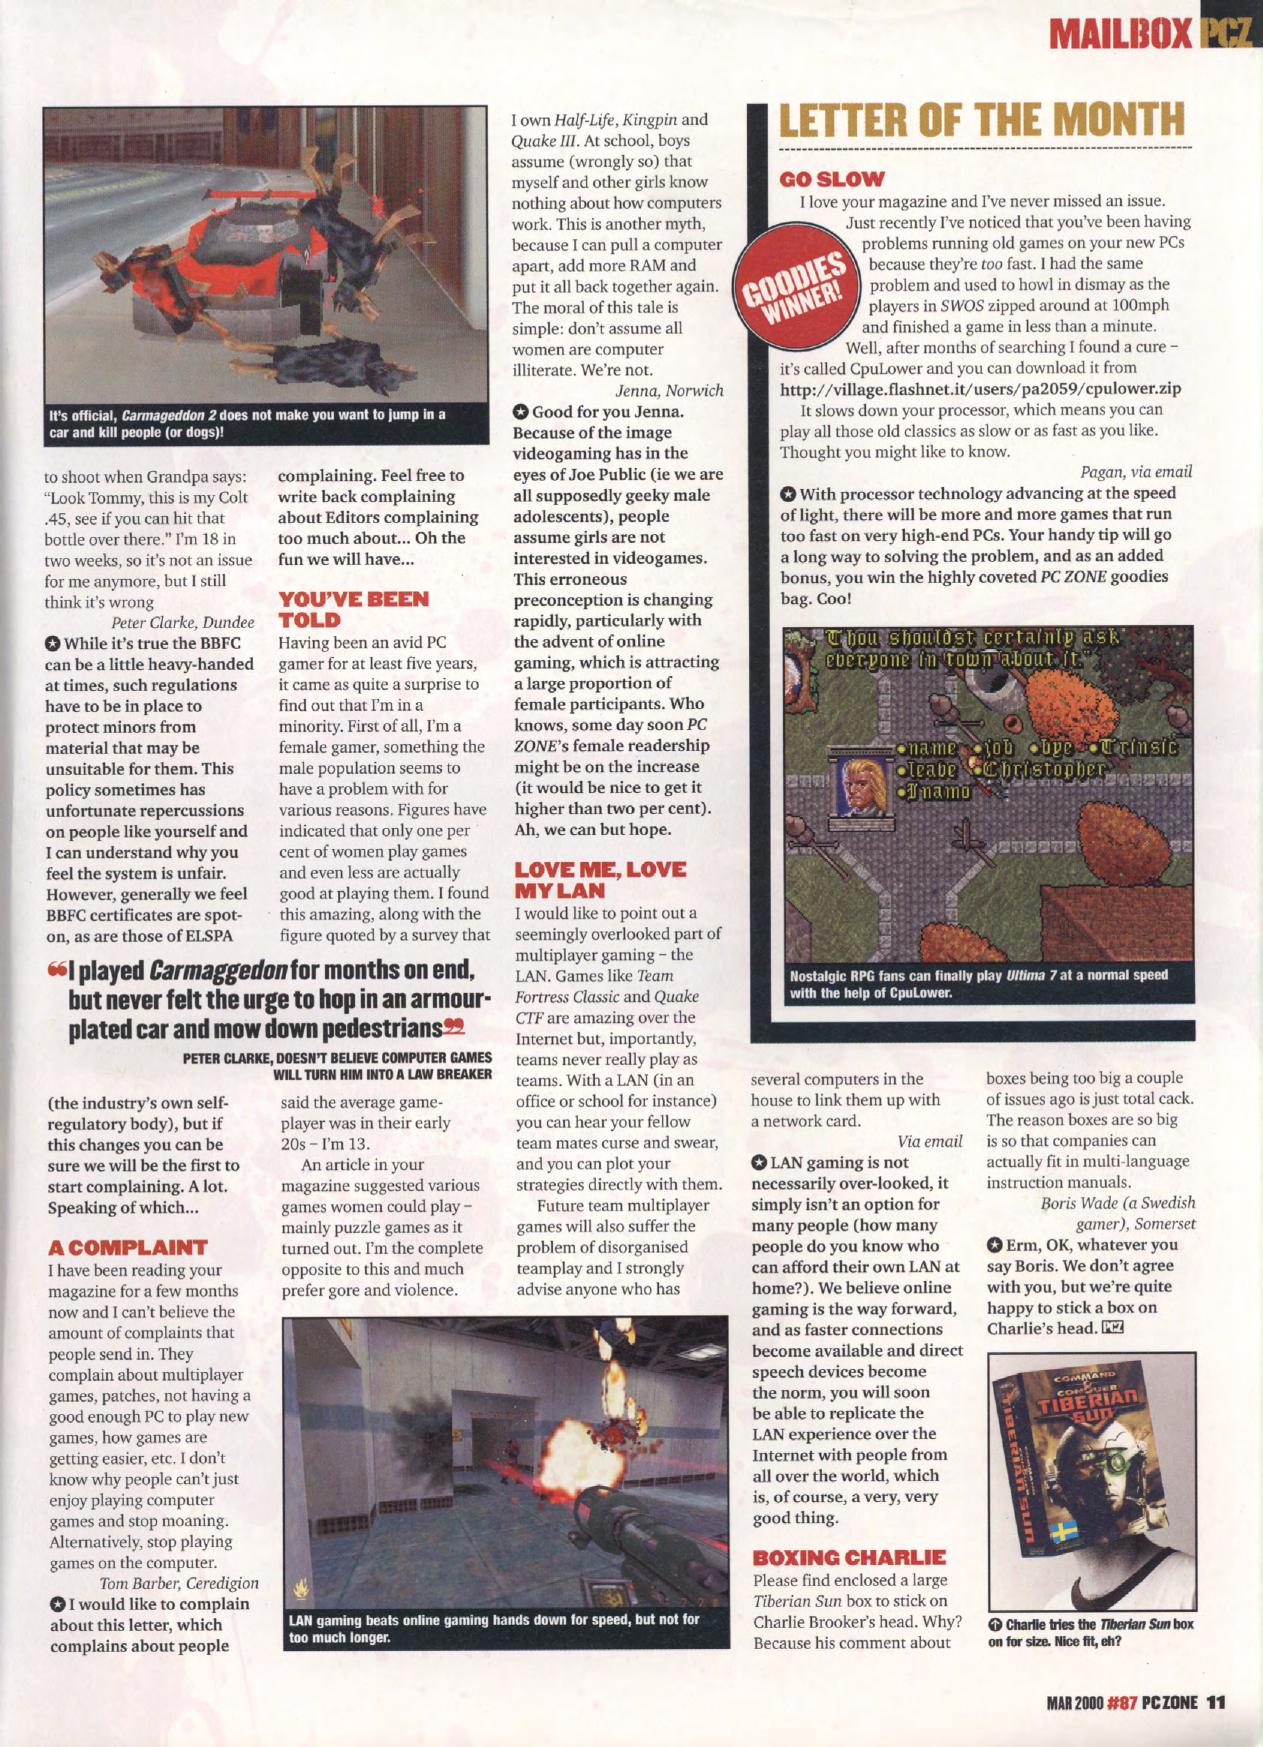 MAILBOX PCZ
It's official, Carmageddon 2 does not make you want to jump in a
car and kill people (or dogs)!
to shoot when Grandpa says:
"Look Tommy, this is my Colt
.45, see if you can hit that
bottle over there." I'm 18 in
two weeks, so it's not an issue
for me anymore, but I still
think it's wrong
Peter Clarke, Dundee
While it's true the BBFC
can be a little heavy-handed
at times, such regulations
have to be in place to
protect minors from
material that may be
unsuitable for them. This
policy sometimes has
unfortunate repercussions
on people like yourself and
I can understand why you
feel the system is unfair.
However, generally we feel
BBFC certificates are spot-
on, as are those of ELSPA
“I played Carmaggedon for months on end,
but never felt the urge to hop in an armour-
plated car and mow down pedestrians”
PETER CLARKE, DOESN'T BELIEVE COMPUTER GAMES
WILL TURN HIM INTO A LAW BREAKER
(the industry's own self-
regulatory body), but if
this changes you can be
sure we will be the first to
start complaining. A lot.
Speaking of which...
A COMPLAINT
I have been reading your
magazine for a few months
now and I can't believe the
amount of complaints that
people send in. They
complain about multiplayer
games, patches, not having a
good enough PC to play new
games, how games are
getting easier, etc. I don't
know why people can't just
enjoy playing computer
games and stop moaning.
Alternatively, stop playing
games on the computer.
Tom Barber, Ceredigion
I would like to complain
about this letter, which
complains about people
complaining. Feel free to
write back complaining
about Editors complaining
too much about... Oh the
fun we will have...
YOU'VE BEEN
TOLD
Having been an avid PC
gamer for at least five years,
it came as quite a surprise to
find out that I'm in a
minority. First of all, I'm a
female gamer, something the
male population seems to
have a problem with for
various reasons. Figures have
indicated that only one per
cent of women play games
and even less are actually
good at playing them. I found
this amazing, along with the
figure quoted by a survey that
said the average game-
player was in their early
20s – I'm 13.
An article in your
magazine suggested various
games women could play –
mainly puzzle games as it
turned out. I'm the complete
opposite to this and much
prefer gore and violence.
LAN gaming beats online gaming hands down for speed, but not for
too much longer.
I own Half-Life, Kingpin and
Quake III. At school, boys
assume (wrongly so) that
myself and other girls know
nothing about how computers
work. This is another myth,
because I can pull a computer
apart, add more RAM and
put it all back together again.
The moral of this tale is
simple: don't assume all
women are computer
illiterate. We're not.
Jenna, Norwich
Good for you Jenna.
Because of the image
videogaming has in the
eyes of Joe Public (ie we are
all supposedly geeky male
adolescents), people
assume girls are not
interested in videogames.
This erroneous
preconception is changing
rapidly, particularly with
the advent of online
gaming, which is attracting
a large proportion of
female participants. Who
knows, some day soon PC
ZONE's female readership
might be on the increase
(it would be nice to get it
higher than two per cent).
Ah, we can but hope.
LOVE ME, LOVE
MY LAN
I would like to point out a
seemingly overlooked part of
multiplayer gaming – the
LAN. Games like Team
Fortress Classic and Quake
CTF are amazing over the
Internet but, importantly,
teams never really play as
teams. With a LAN (in an
office or school for instance)
you can hear your fellow
team mates curse and swear,
and you can plot your
strategies directly with them.
Future team multiplayer
games will also suffer the
problem of disorganised
teamplay and I strongly
advise anyone who has
LETTER OF THE MONTH
GO SLOW
GOODIES
WINNER!
I love your magazine and I've never missed an issue.
Just recently I've noticed that you've been having
problems running old games on your new PCs
because they're too fast. I had the same
problem and used to howl in dismay as the
players in SWOS zipped around at 100mph
and finished a game in less than a minute.
Well, after months of searching I found a cure –
it's called CpuLower and you can download it from
http://village.flashnet.it/users/pa2059/cpulower.zip
It slows down your processor, which means you can
play all those old classics as slow or as fast as you like.
Thought you might like to know.
Pagan, via email
With processor technology advancing at the speed
of light, there will be more and more games that run
too fast on very high-end PCs. Your handy tip will go
a long way to solving the problem, and as an added
bonus, you win the highly coveted PC ZONE goodies
bag. Coo!
Thou shouldst certainly ask
everyone in town about it."
•name •job •bye •Trinsic
•leave •Christopher
•Inamo
Nostalgic RPG fans can finally play Ultima 7 at a normal speed
with the help of CpuLower.
several computers in the
house to link them up with
a network card.
Via email
LAN gaming is not
necessarily over-looked, it
simply isn't an option for
many people (how many
people do you know who
can afford their own LAN at
home?). We believe online
gaming is the way forward,
and as faster connections
become available and direct
speech devices become
the norm, you will soon
be able to replicate the
LAN experience over the
Internet with people from
all over the world, which
is, of course, a very, very
good thing.
BOXING CHARLIE
Please find enclosed a large
Tiberian Sun box to stick on
Charlie Brooker's head. Why?
Because his comment about
boxes being too big a couple
of issues ago is just total cack.
The reason boxes are so big
is so that companies can
actually fit in multi-language
instruction manuals.
Boris Wade (a Swedish
gamer), Somerset
Erm, OK, whatever you
say Boris. We don't agree
with you, but we're quite
happy to stick a box on
Charlie's head. PCZ
COMMAND
CONQUER
TIBERIAN
SUN
TIBERIAN SUN
Charlie tries the Tiberian Sun box
on for size. Nice fit, eh?
MAR 2000 #87 PC ZONE 11